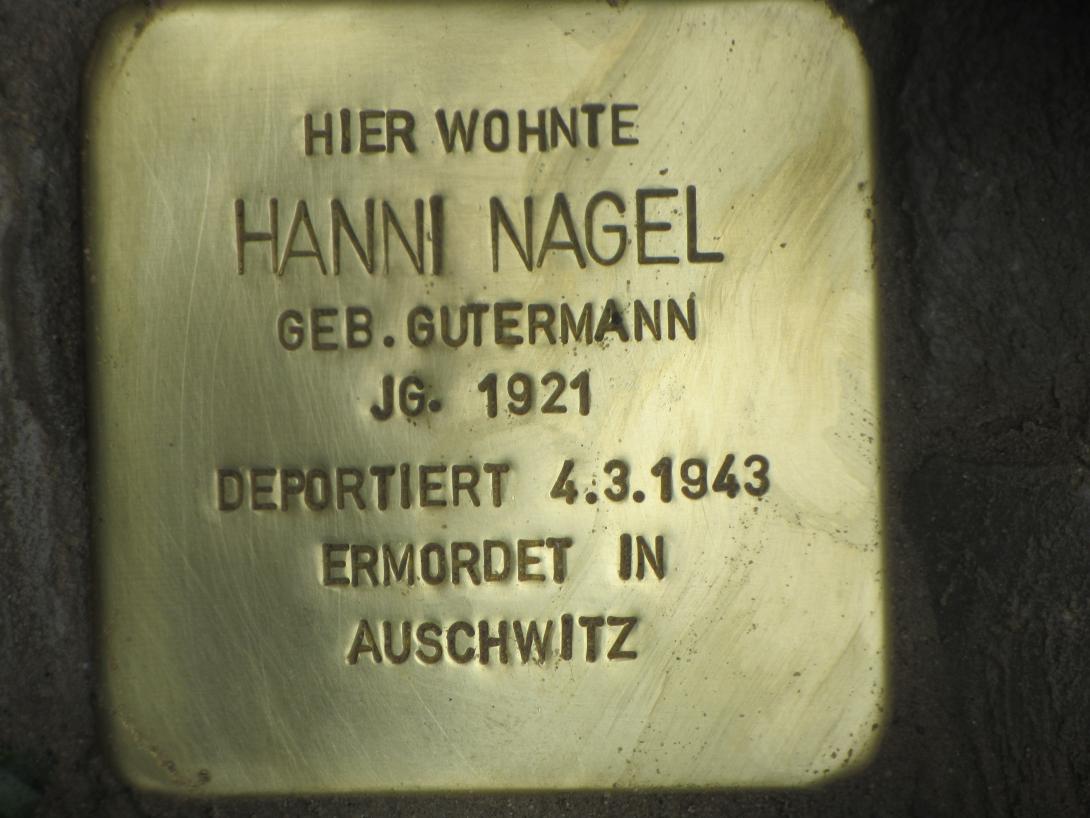 HIER WOHNTE
HANNI NAGEL
GEB. GUTERMANN
JG. 1921
DEPORTIERT 4.3.1943
ERMORDET IN
AUSCHWITZ